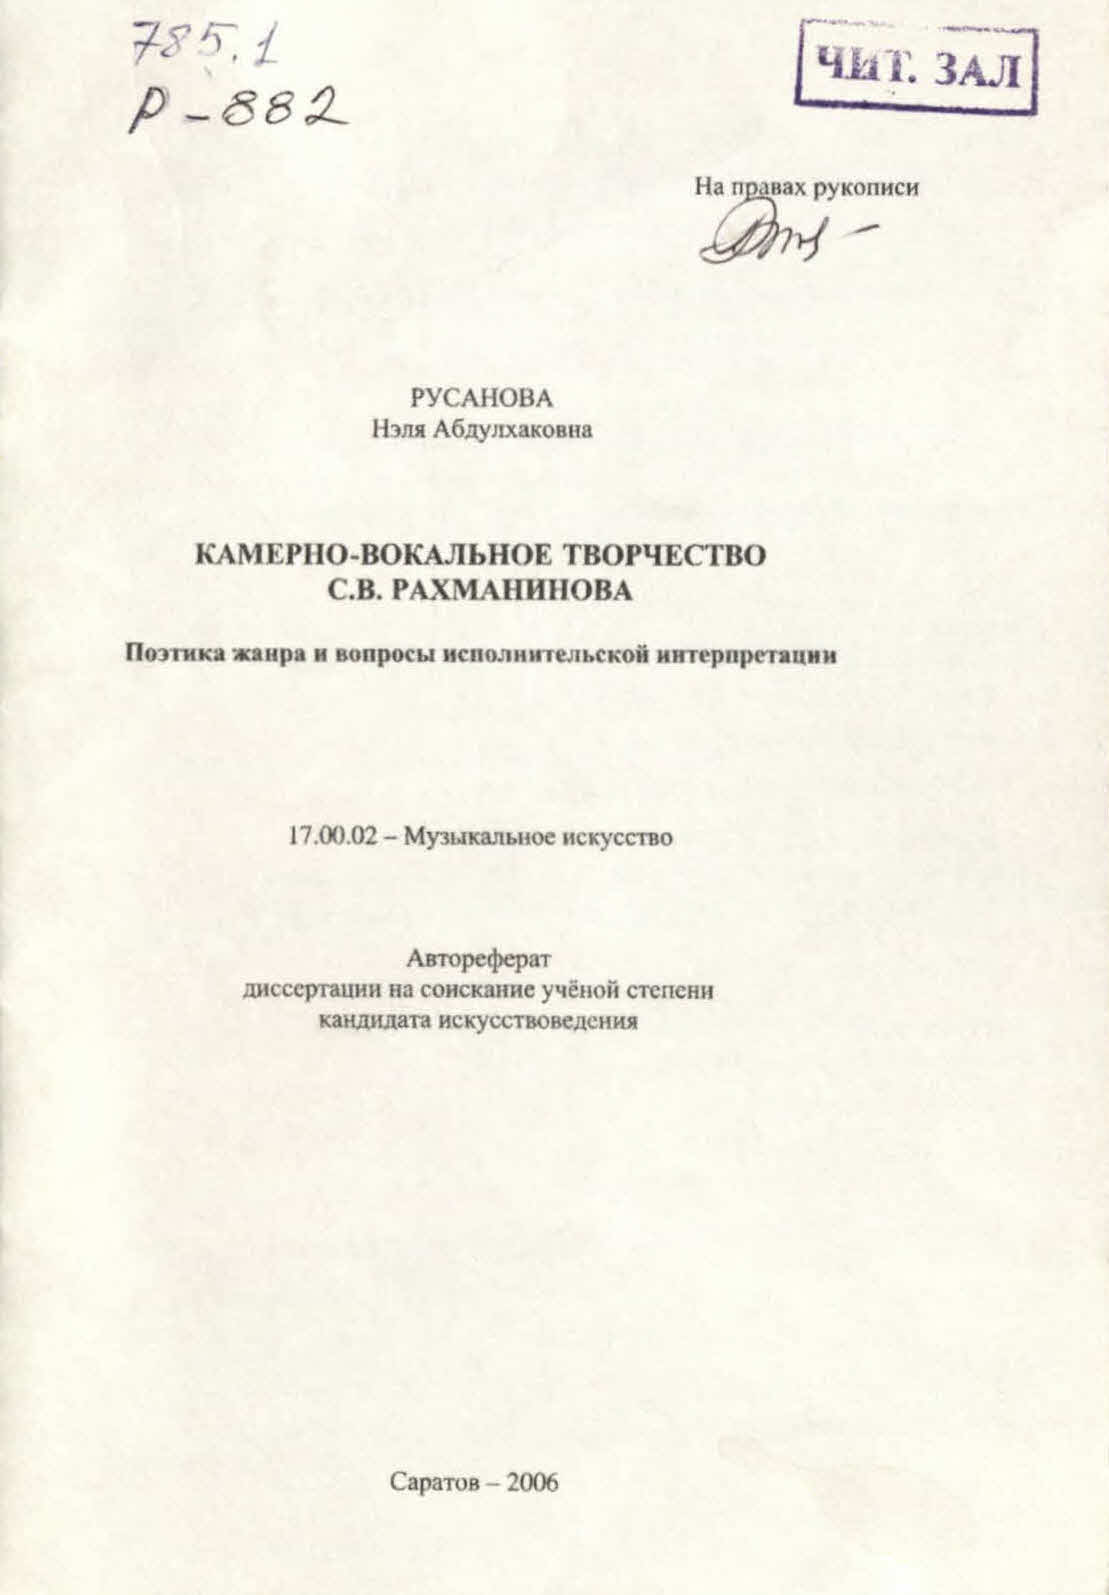 785.1
Р-882
ЧИТ. ЗАЛ
На правах рукописи
РУСАНОВА
Нэля Абдулхаковна
КАМЕРНО-ВОКАЛЬНОЕ ТВОРЧЕСТВО
С.В. РАХМАНИНОВА
Поэтика жанра и вопросы исполнительской интерпретации
17.00.02 – Музыкальное искусство
Автореферат
диссертации на соискание учёной степени
кандидата искусствоведения
Саратов – 2006